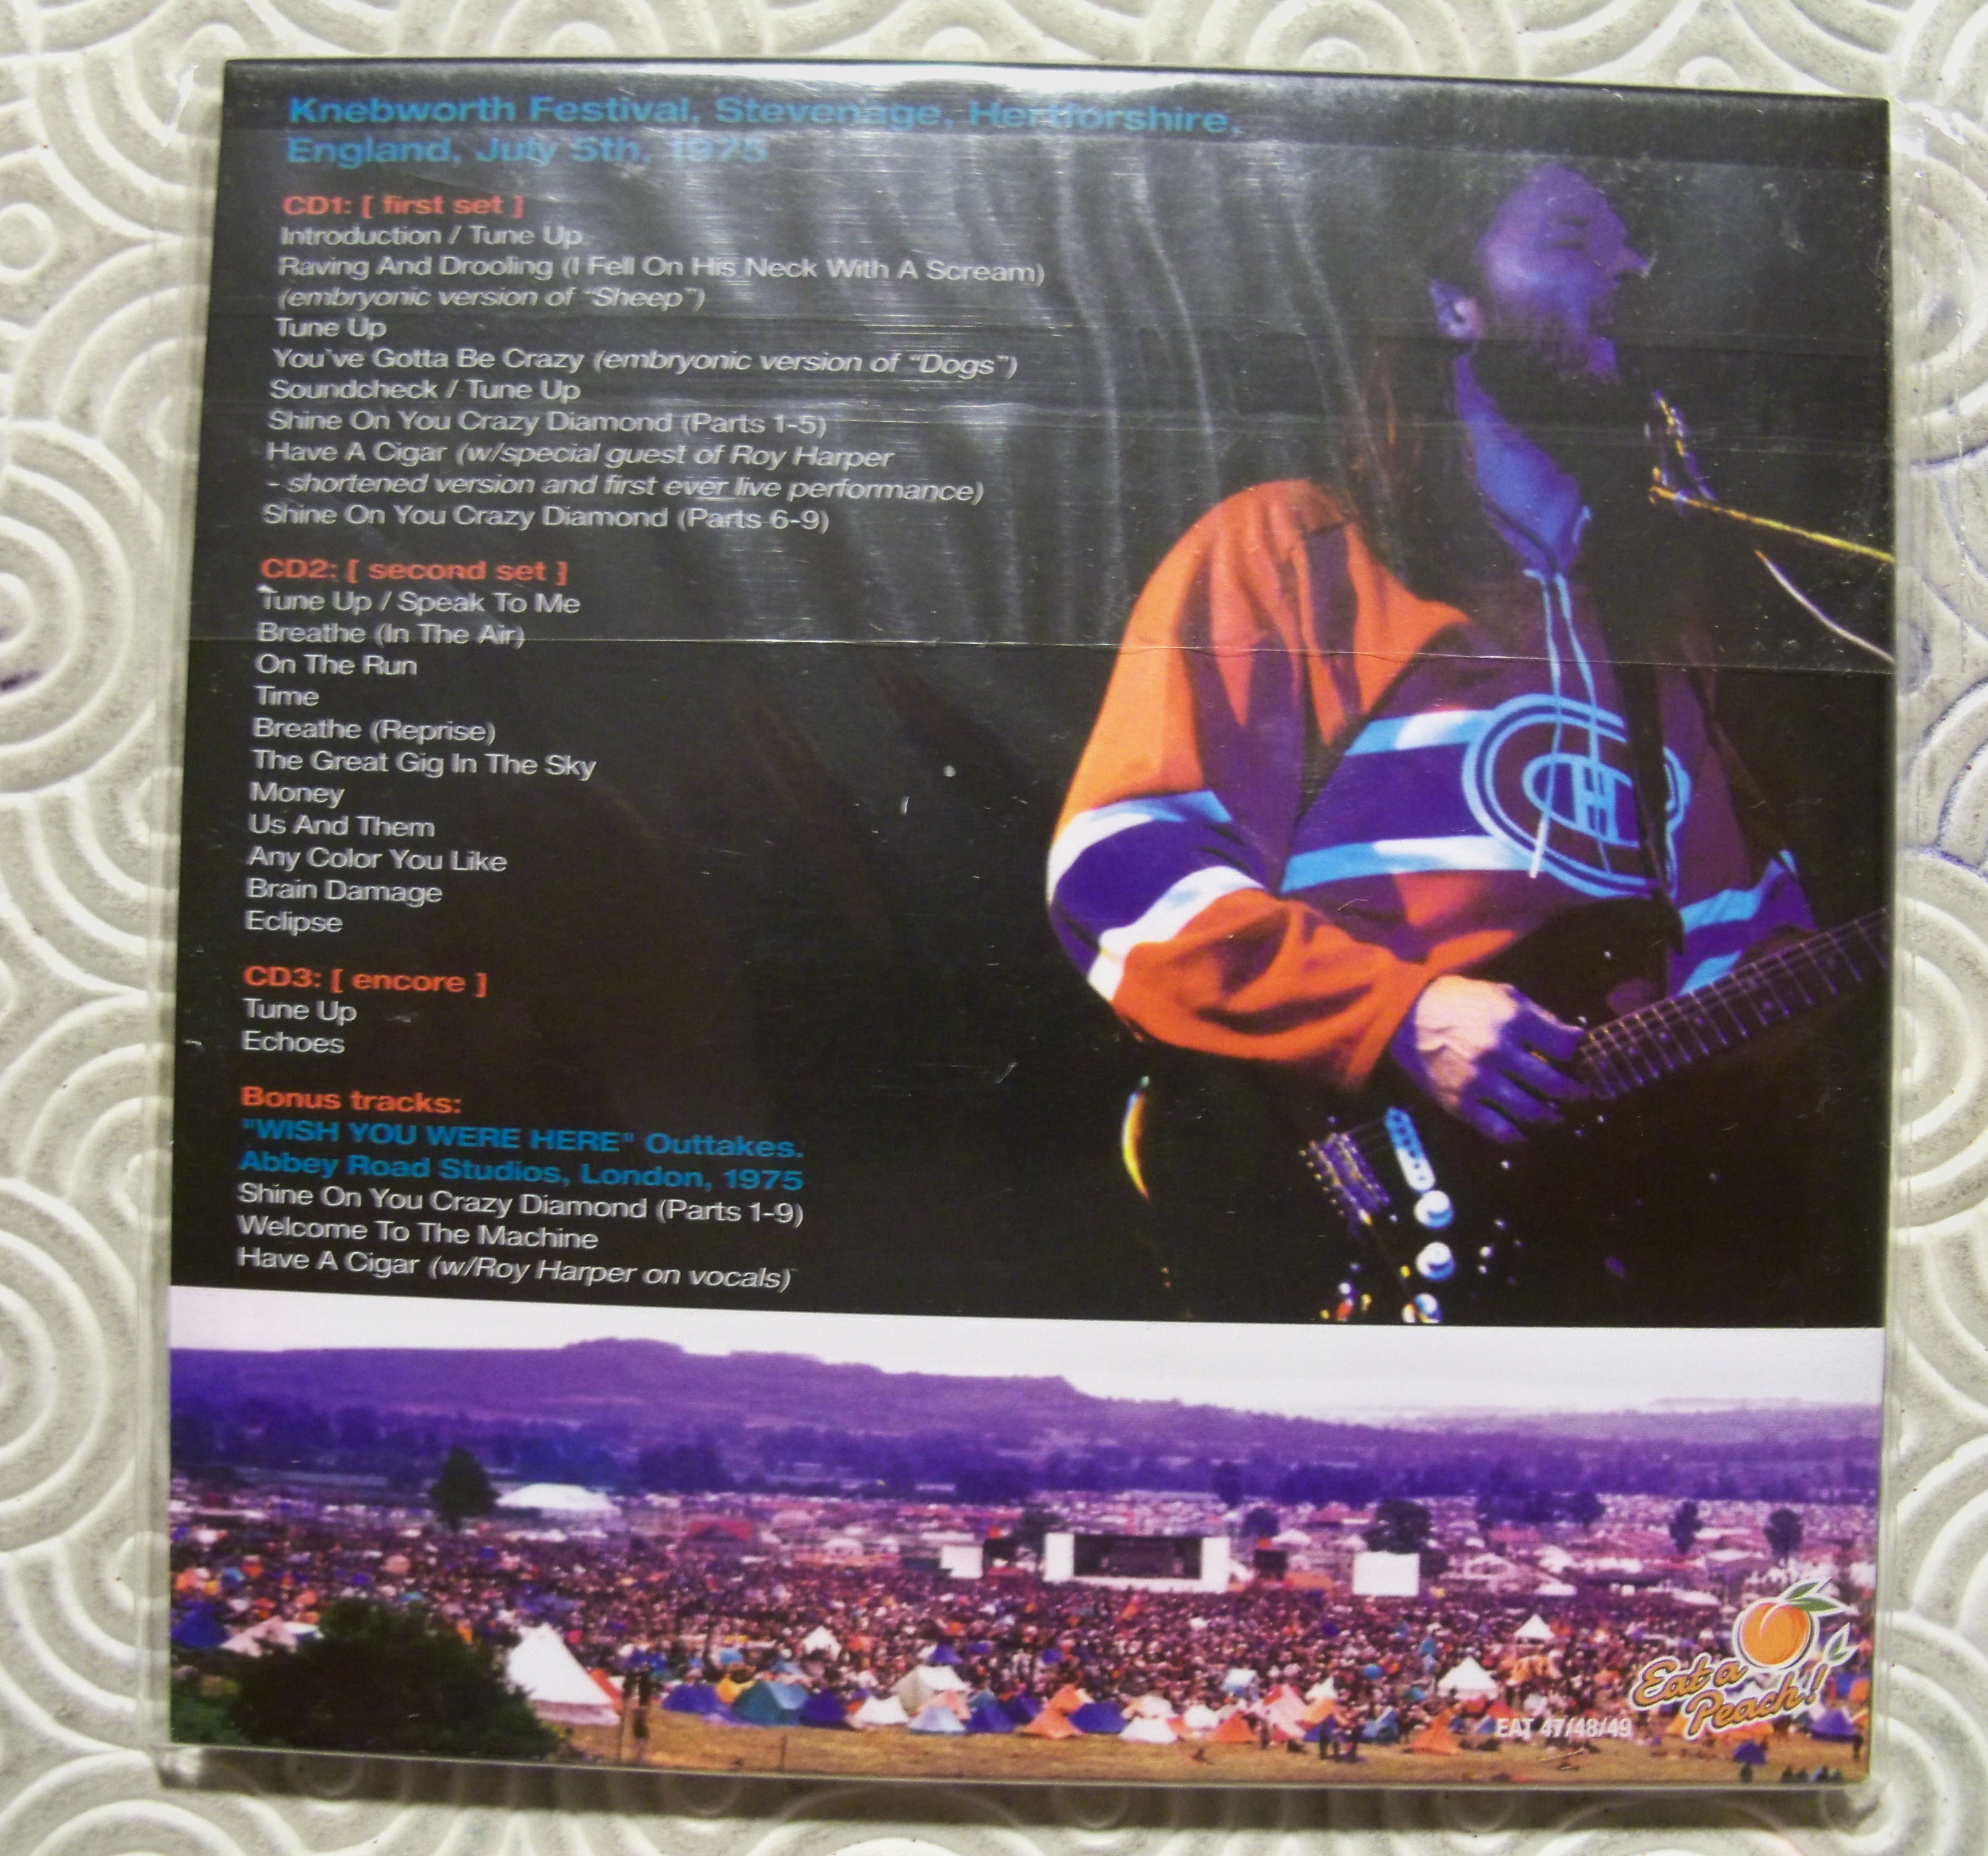 Knebworth Festival, Stevenage, Hertforshire,
England, July 5th, 1975
CD1: [ first set ]
Introduction / Tune Up
Raving And Drooling (I Fell On His Neck With A Scream)
(embryonic version of “Sheep”)
Tune Up
You've Gotta Be Crazy (embryonic version of “Dogs”)
Soundcheck / Tune Up
Shine On You Crazy Diamond (Parts 1-5)
Have A Cigar (w/special guest of Roy Harper
- shortened version and first ever live performance)
Shine On You Crazy Diamond (Parts 6-9)
CD2: [ second set ]
Tune Up / Speak To Me
Breathe (In The Air)
On The Run
Time
Breathe (Reprise)
The Great Gig In The Sky
Money
Us And Them
Any Color You Like
Brain Damage
Eclipse
CD3: [ encore ]
Tune Up
Echoes
Bonus tracks:
"WISH YOU WERE HERE" Outtakes.
Abbey Road Studios, London, 1975
Shine On You Crazy Diamond (Parts 1-9)
Welcome To The Machine
Have A Cigar (w/Roy Harper on vocals)
CH
Eat a
Peach!
EAT 47/48/49